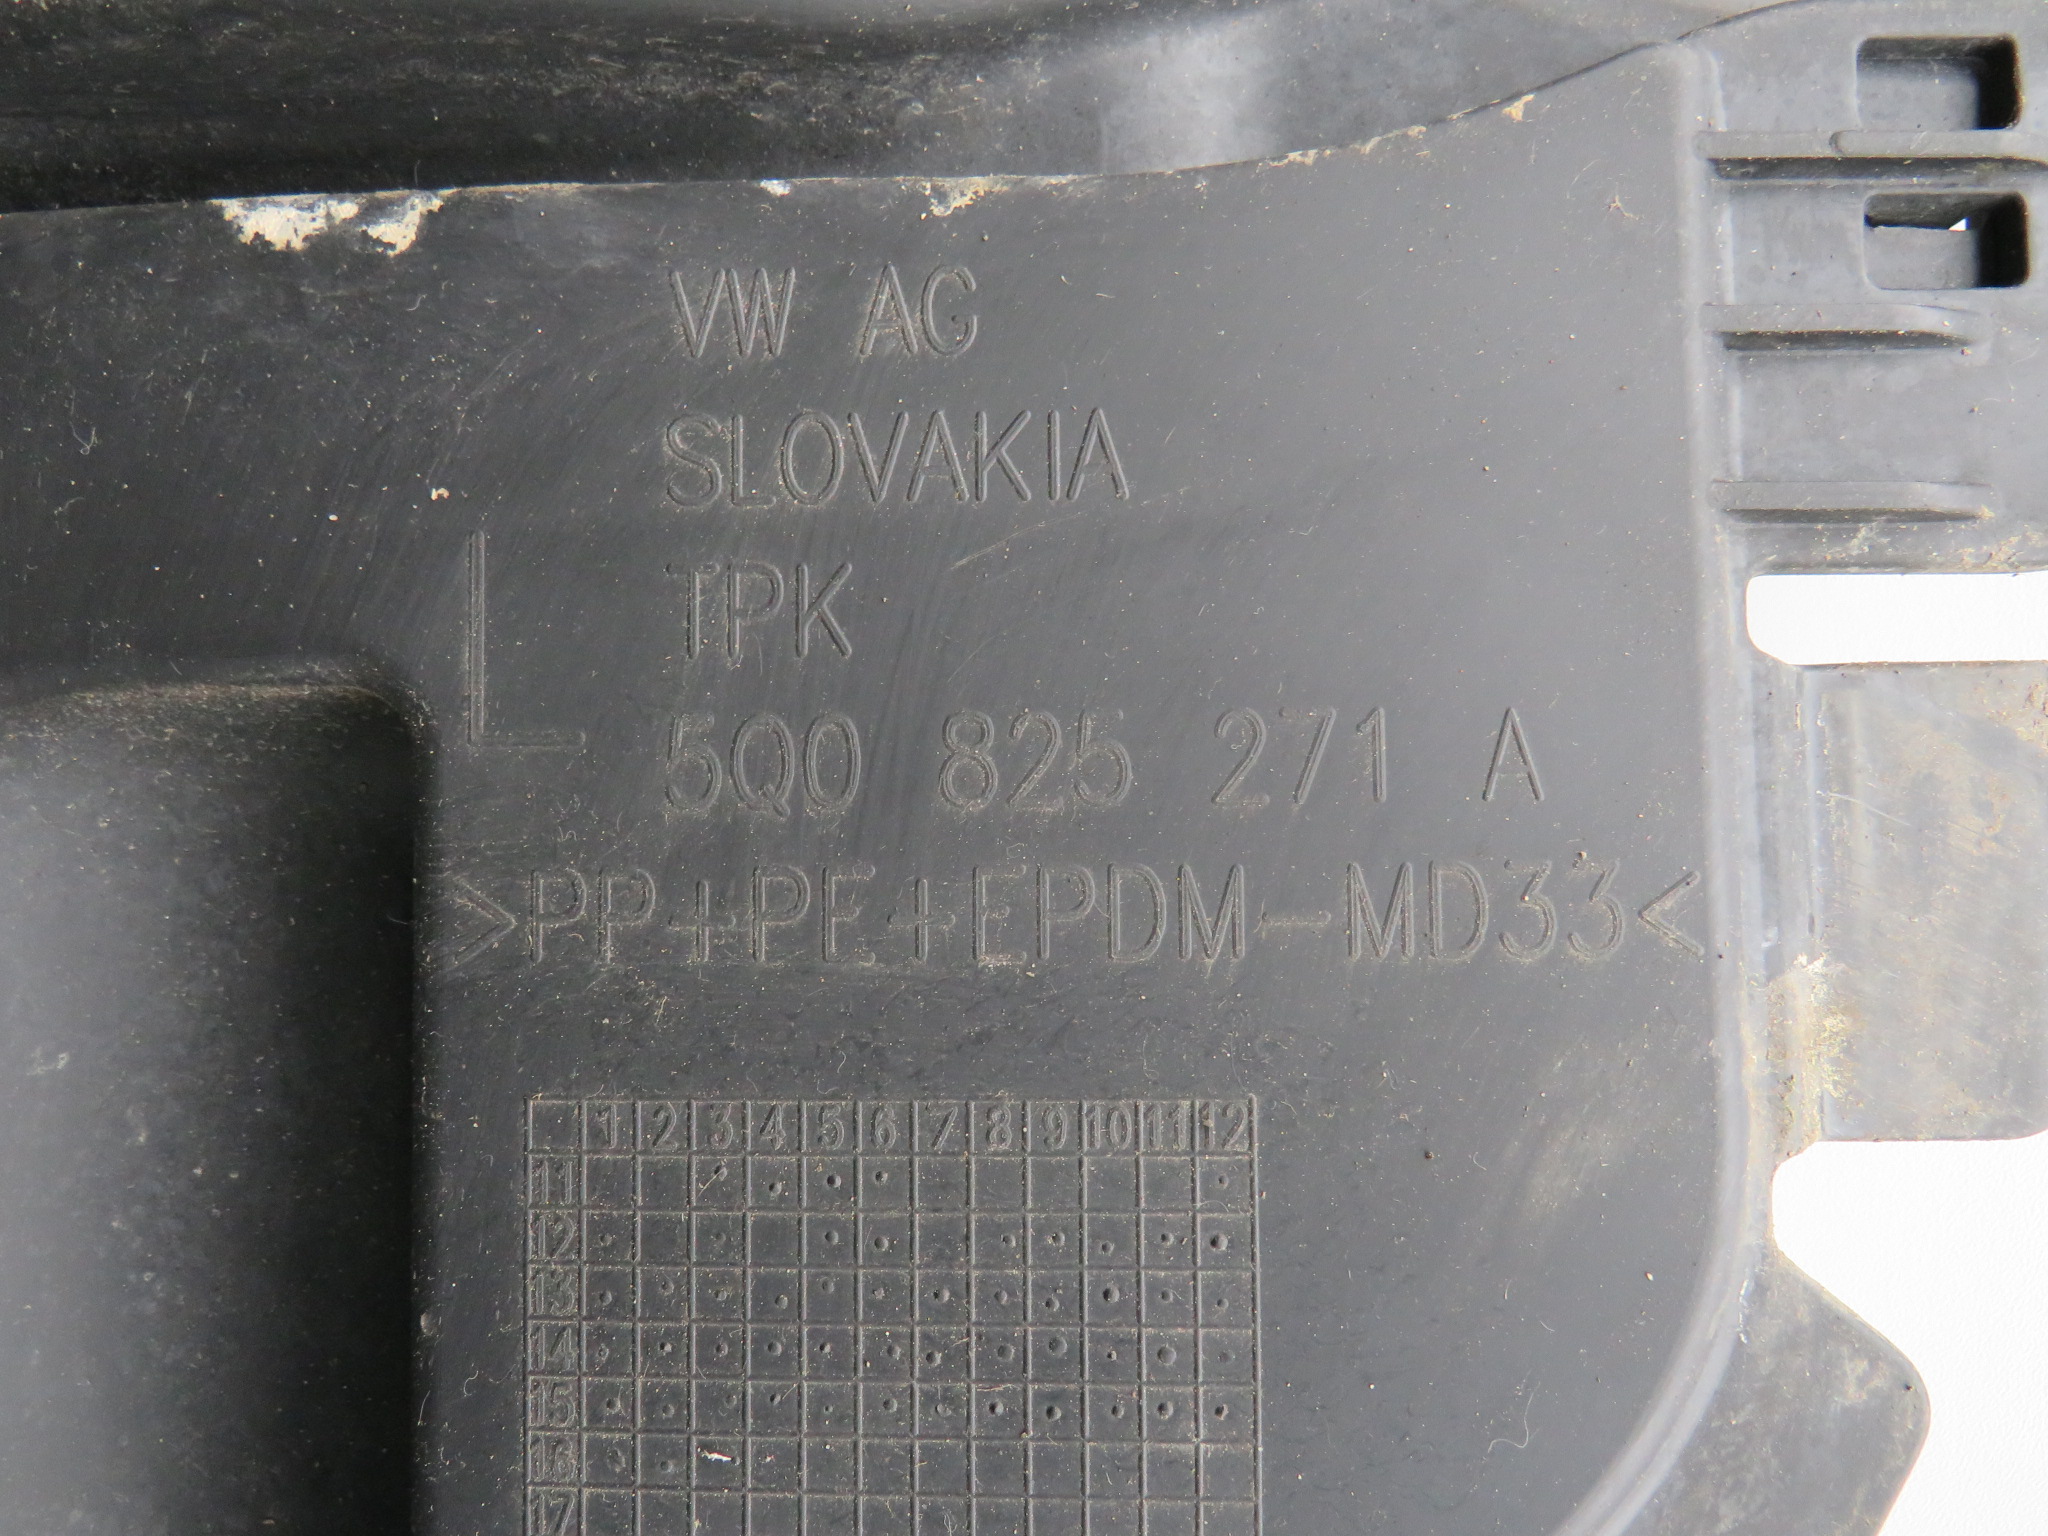 VW AG
SLOVAKIA
TPK
L
5Q0 825 271 A
>PP+PE+EPDM-MD33<
1 2 3 4 5 6 7 8 9 10 11 12
11
12
13
14
15
16
17